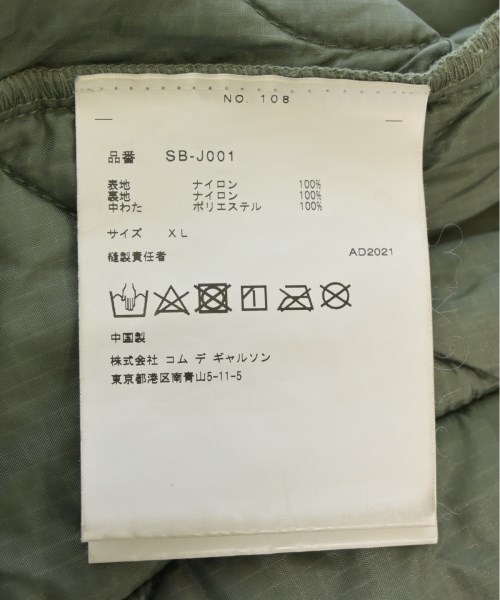 NO. 108
品番 SB-J001
表地 ナイロン 100%
裏地 ナイロン 100%
中わた ポリエステル 100%
サイズ XL
縫製責任者 AD2021
中国製
株式会社 コム デ ギャルソン
東京都港区南青山5-11-5